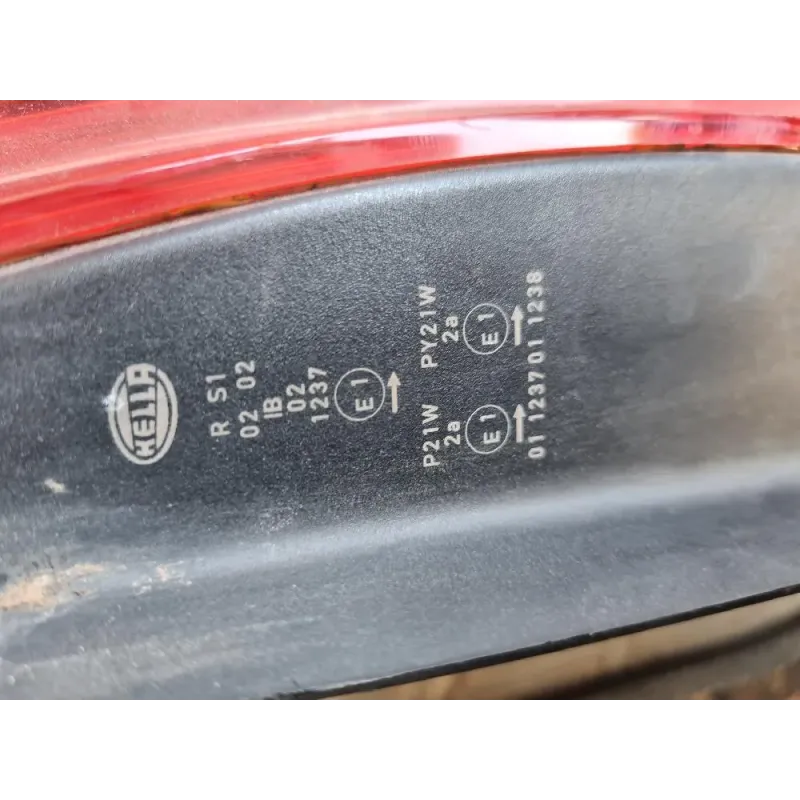 HELLA
R S1
02 02
IB
02
1237
E1
P21W PY21W
2a 2a
E1 E1
01 1237 01 1238